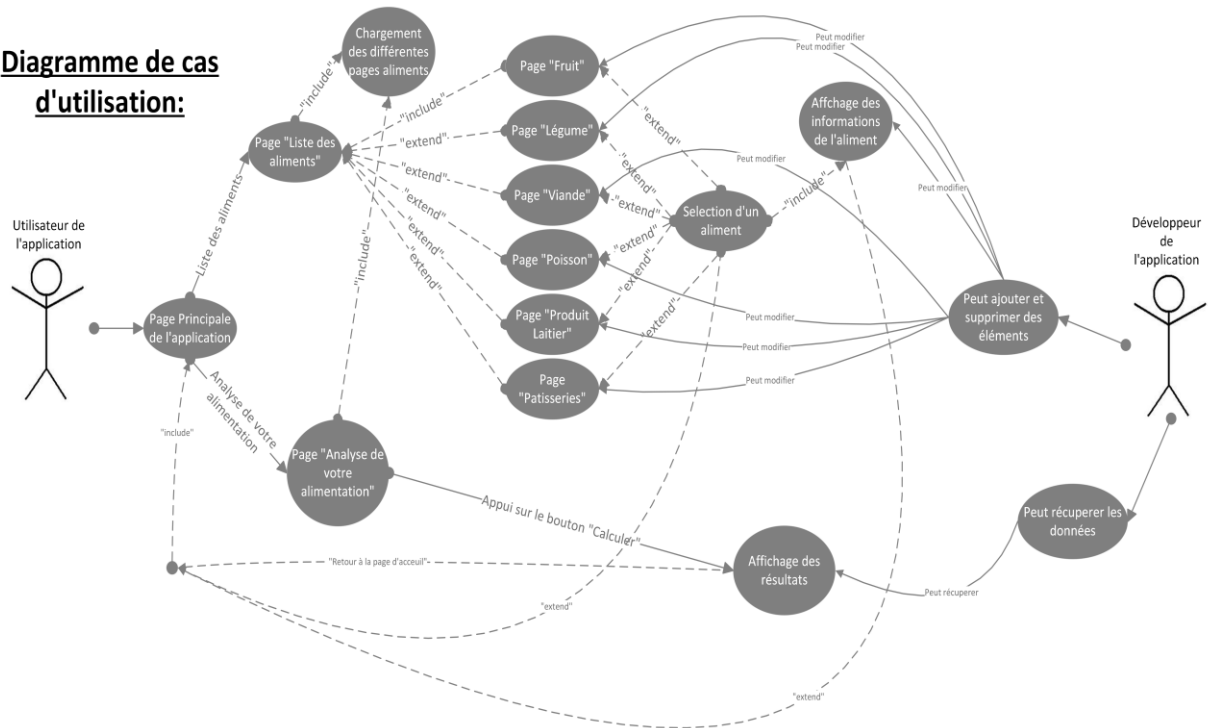 Diagramme de cas
d'utilisation:
Chargement
des différentes
pages aliments
Page "Liste des
aliments"
"include"
Liste des aliments
"include"
Utilisateur de
l'application
Page Principale
de l'application
Analyse de votre
alimentation
"include"
Page "Analyse de
votre
alimentation"
Page "Fruit"
Page "Légume"
Page "Viande"
Page "Poisson"
Page "Produit
Laitier"
Page
"Patisseries"
"include"
"extend"
"extend"
"extend"
"extend"
"extend"
Selection d'un
aliment
"extend"
"extend"
"extend"
"extend"
"extend"
"extend"
"include"
Affchage des
informations
de l'aliment
Peut modifier
Peut modifier
Peut modifier
Peut modifier
Peut modifier
Peut modifier
Peut modifier
Peut ajouter et
supprimer des
éléments
Développeur
de
l'application
Peut récuperer les
données
Peut récuperer
Affichage des
résultats
Appui sur le bouton "Calculer"
"Retour à la page d'acceuil"
"extend"
"extend"